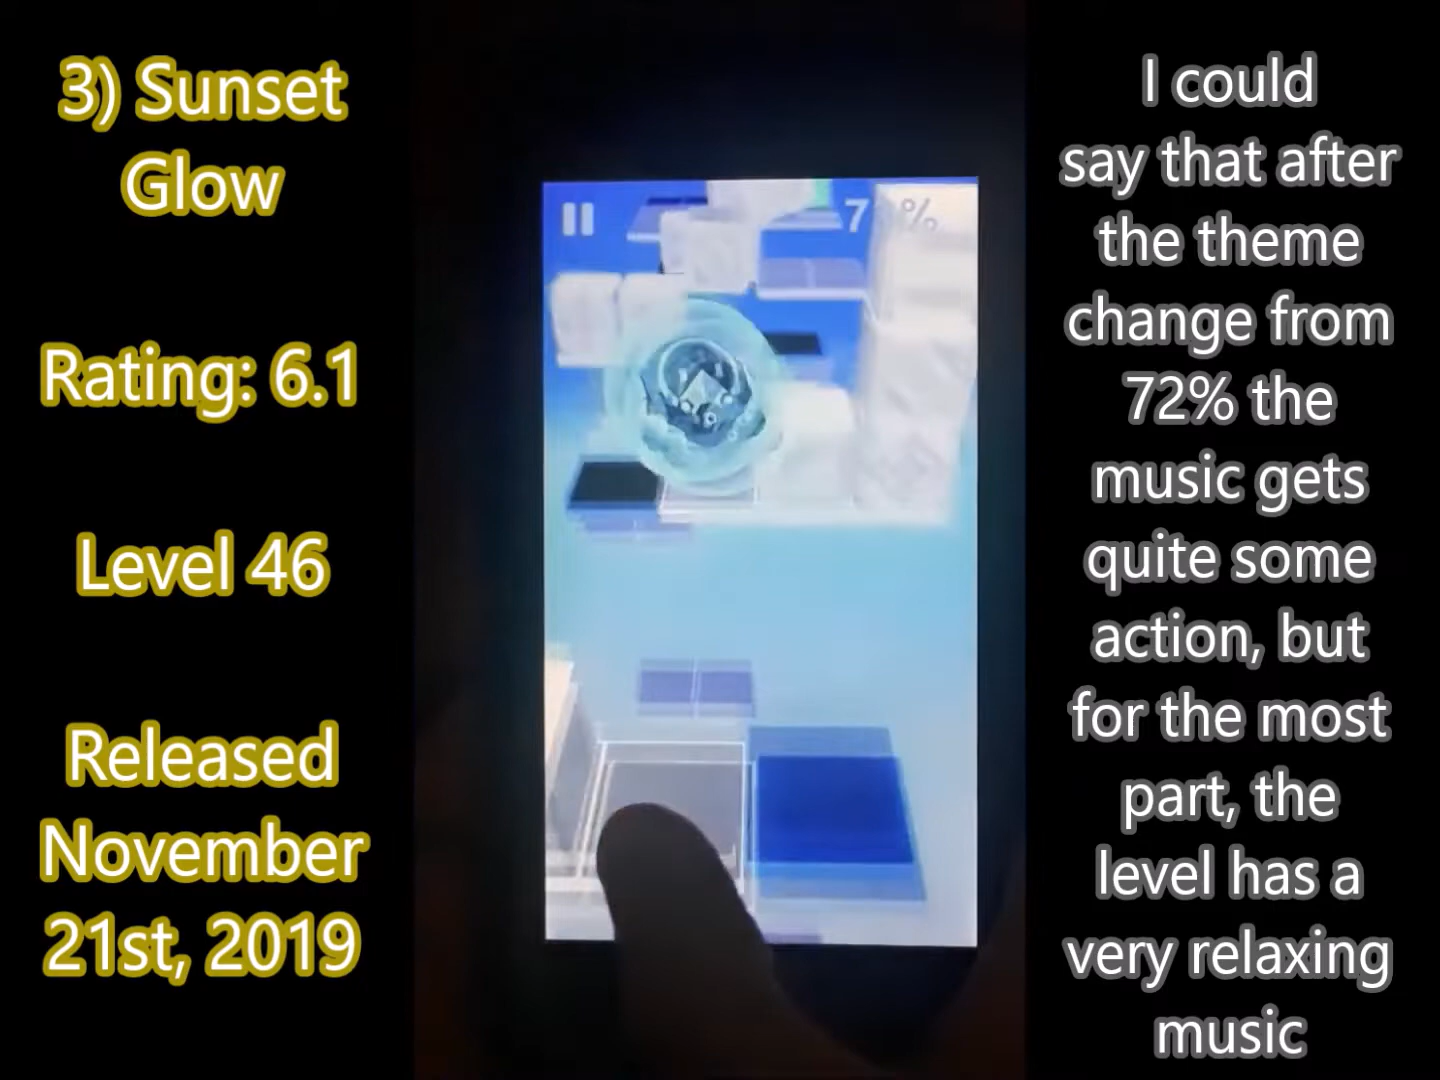 3) Sunset
Glow
Rating: 6.1
Level 46
Released
November
21st, 2019
I could
say that after
the theme
change from
72% the
music gets
quite some
action, but
for the most
part, the
level has a
very relaxing
music